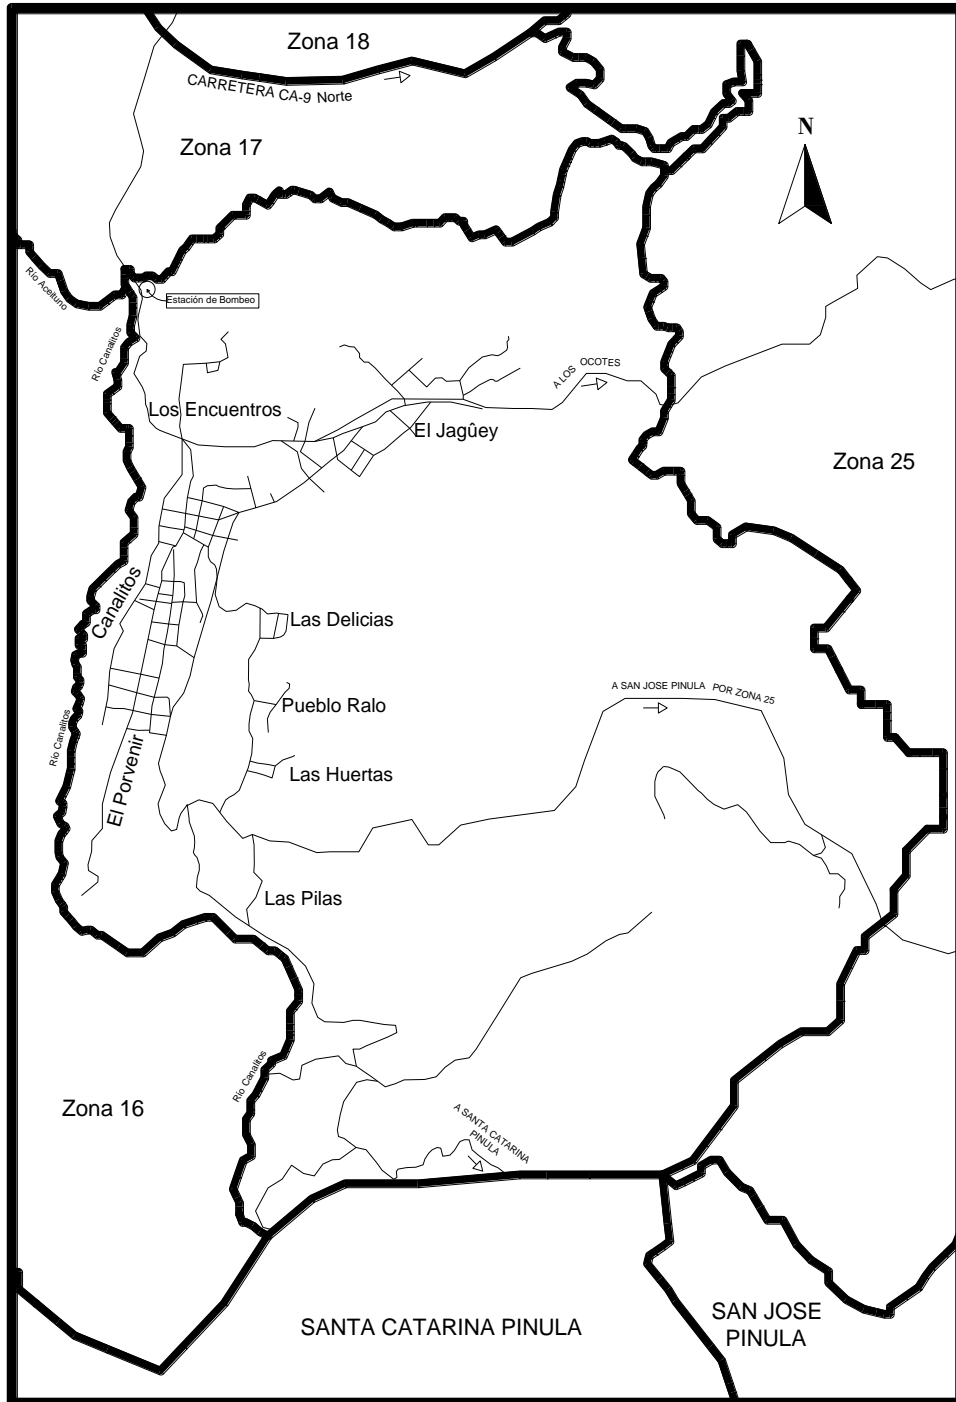 Zona 18
CARRETERA CA-9 Norte
Zona 17
N
Río Aceituno
Estación de Bombeo
Río Canalitos
A LOS OCOTES
Los Encuentros
El Jagûey
Zona 25
Canalitos
Las Delicias
A SAN JOSE PINULA POR ZONA 25
Pueblo Ralo
Río Canalitos
El Porvenir
Las Huertas
Las Pilas
Río Canalitos
Zona 16
A SANTA CATARINA
PINULA
SANTA CATARINA PINULA
SAN JOSE
PINULA